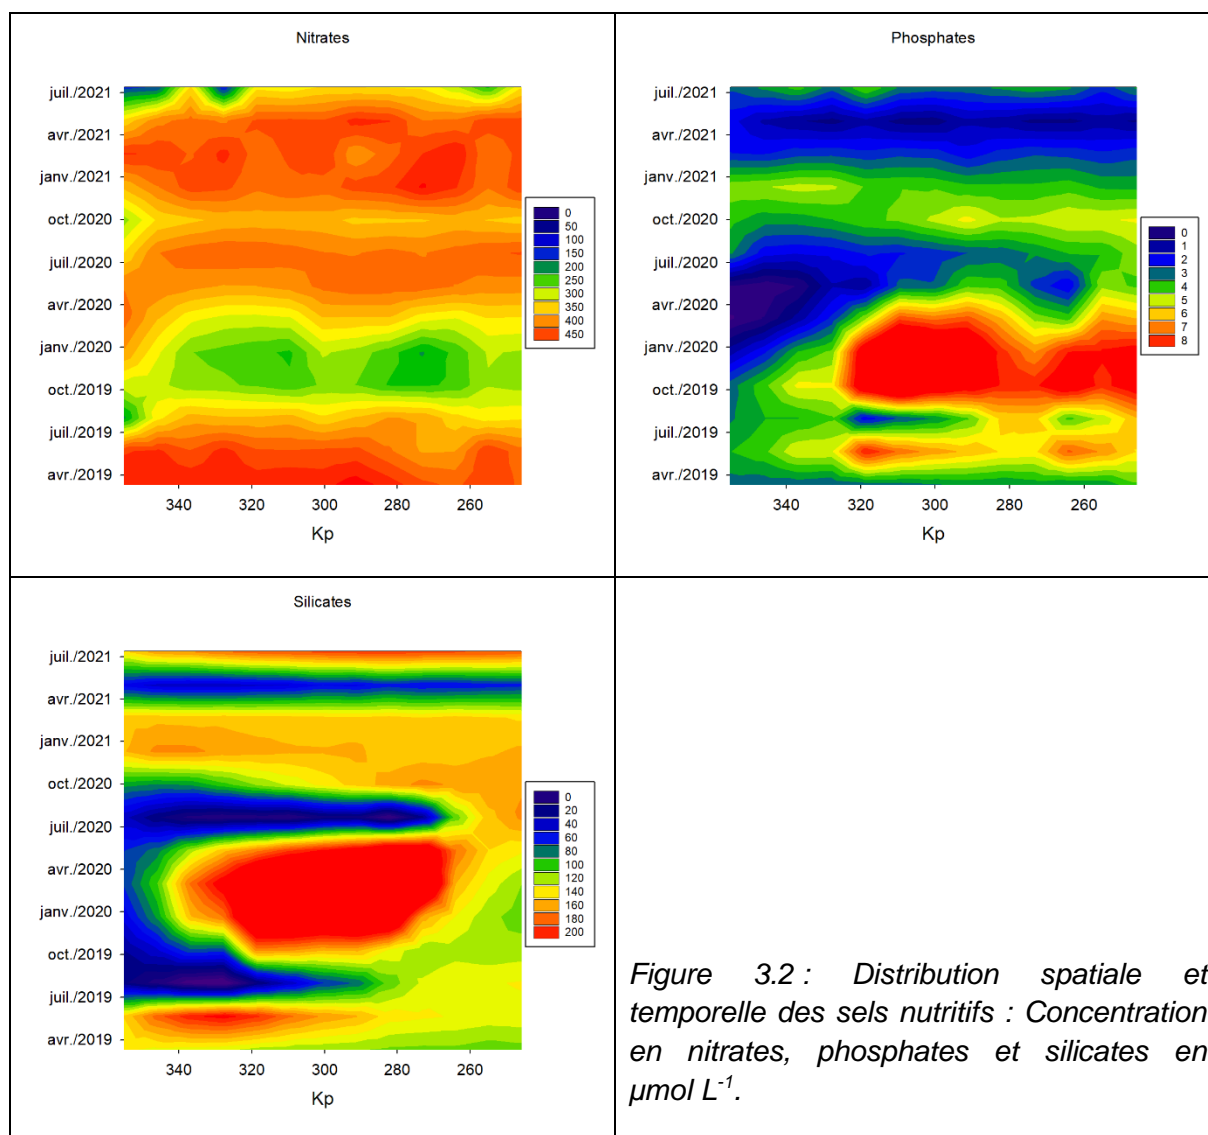 Nitrates
juil./2021
avr./2021
janv./2021
oct./2020
juil./2020
avr./2020
janv./2020
oct./2019
juil./2019
avr./2019
340 320 300 280 260
Kp
0
50
100
150
200
250
300
350
400
450
Phosphates
juil./2021
avr./2021
janv./2021
oct./2020
juil./2020
avr./2020
janv./2020
oct./2019
juil./2019
avr./2019
340 320 300 280 260
Kp
0
1
2
3
4
5
6
7
8
Silicates
juil./2021
avr./2021
janv./2021
oct./2020
juil./2020
avr./2020
janv./2020
oct./2019
juil./2019
avr./2019
340 320 300 280 260
Kp
0
20
40
60
80
100
120
140
160
180
200
Figure 3.2 : Distribution spatiale et
temporelle des sels nutritifs : Concentration
en nitrates, phosphates et silicates en
µmol L⁻¹.